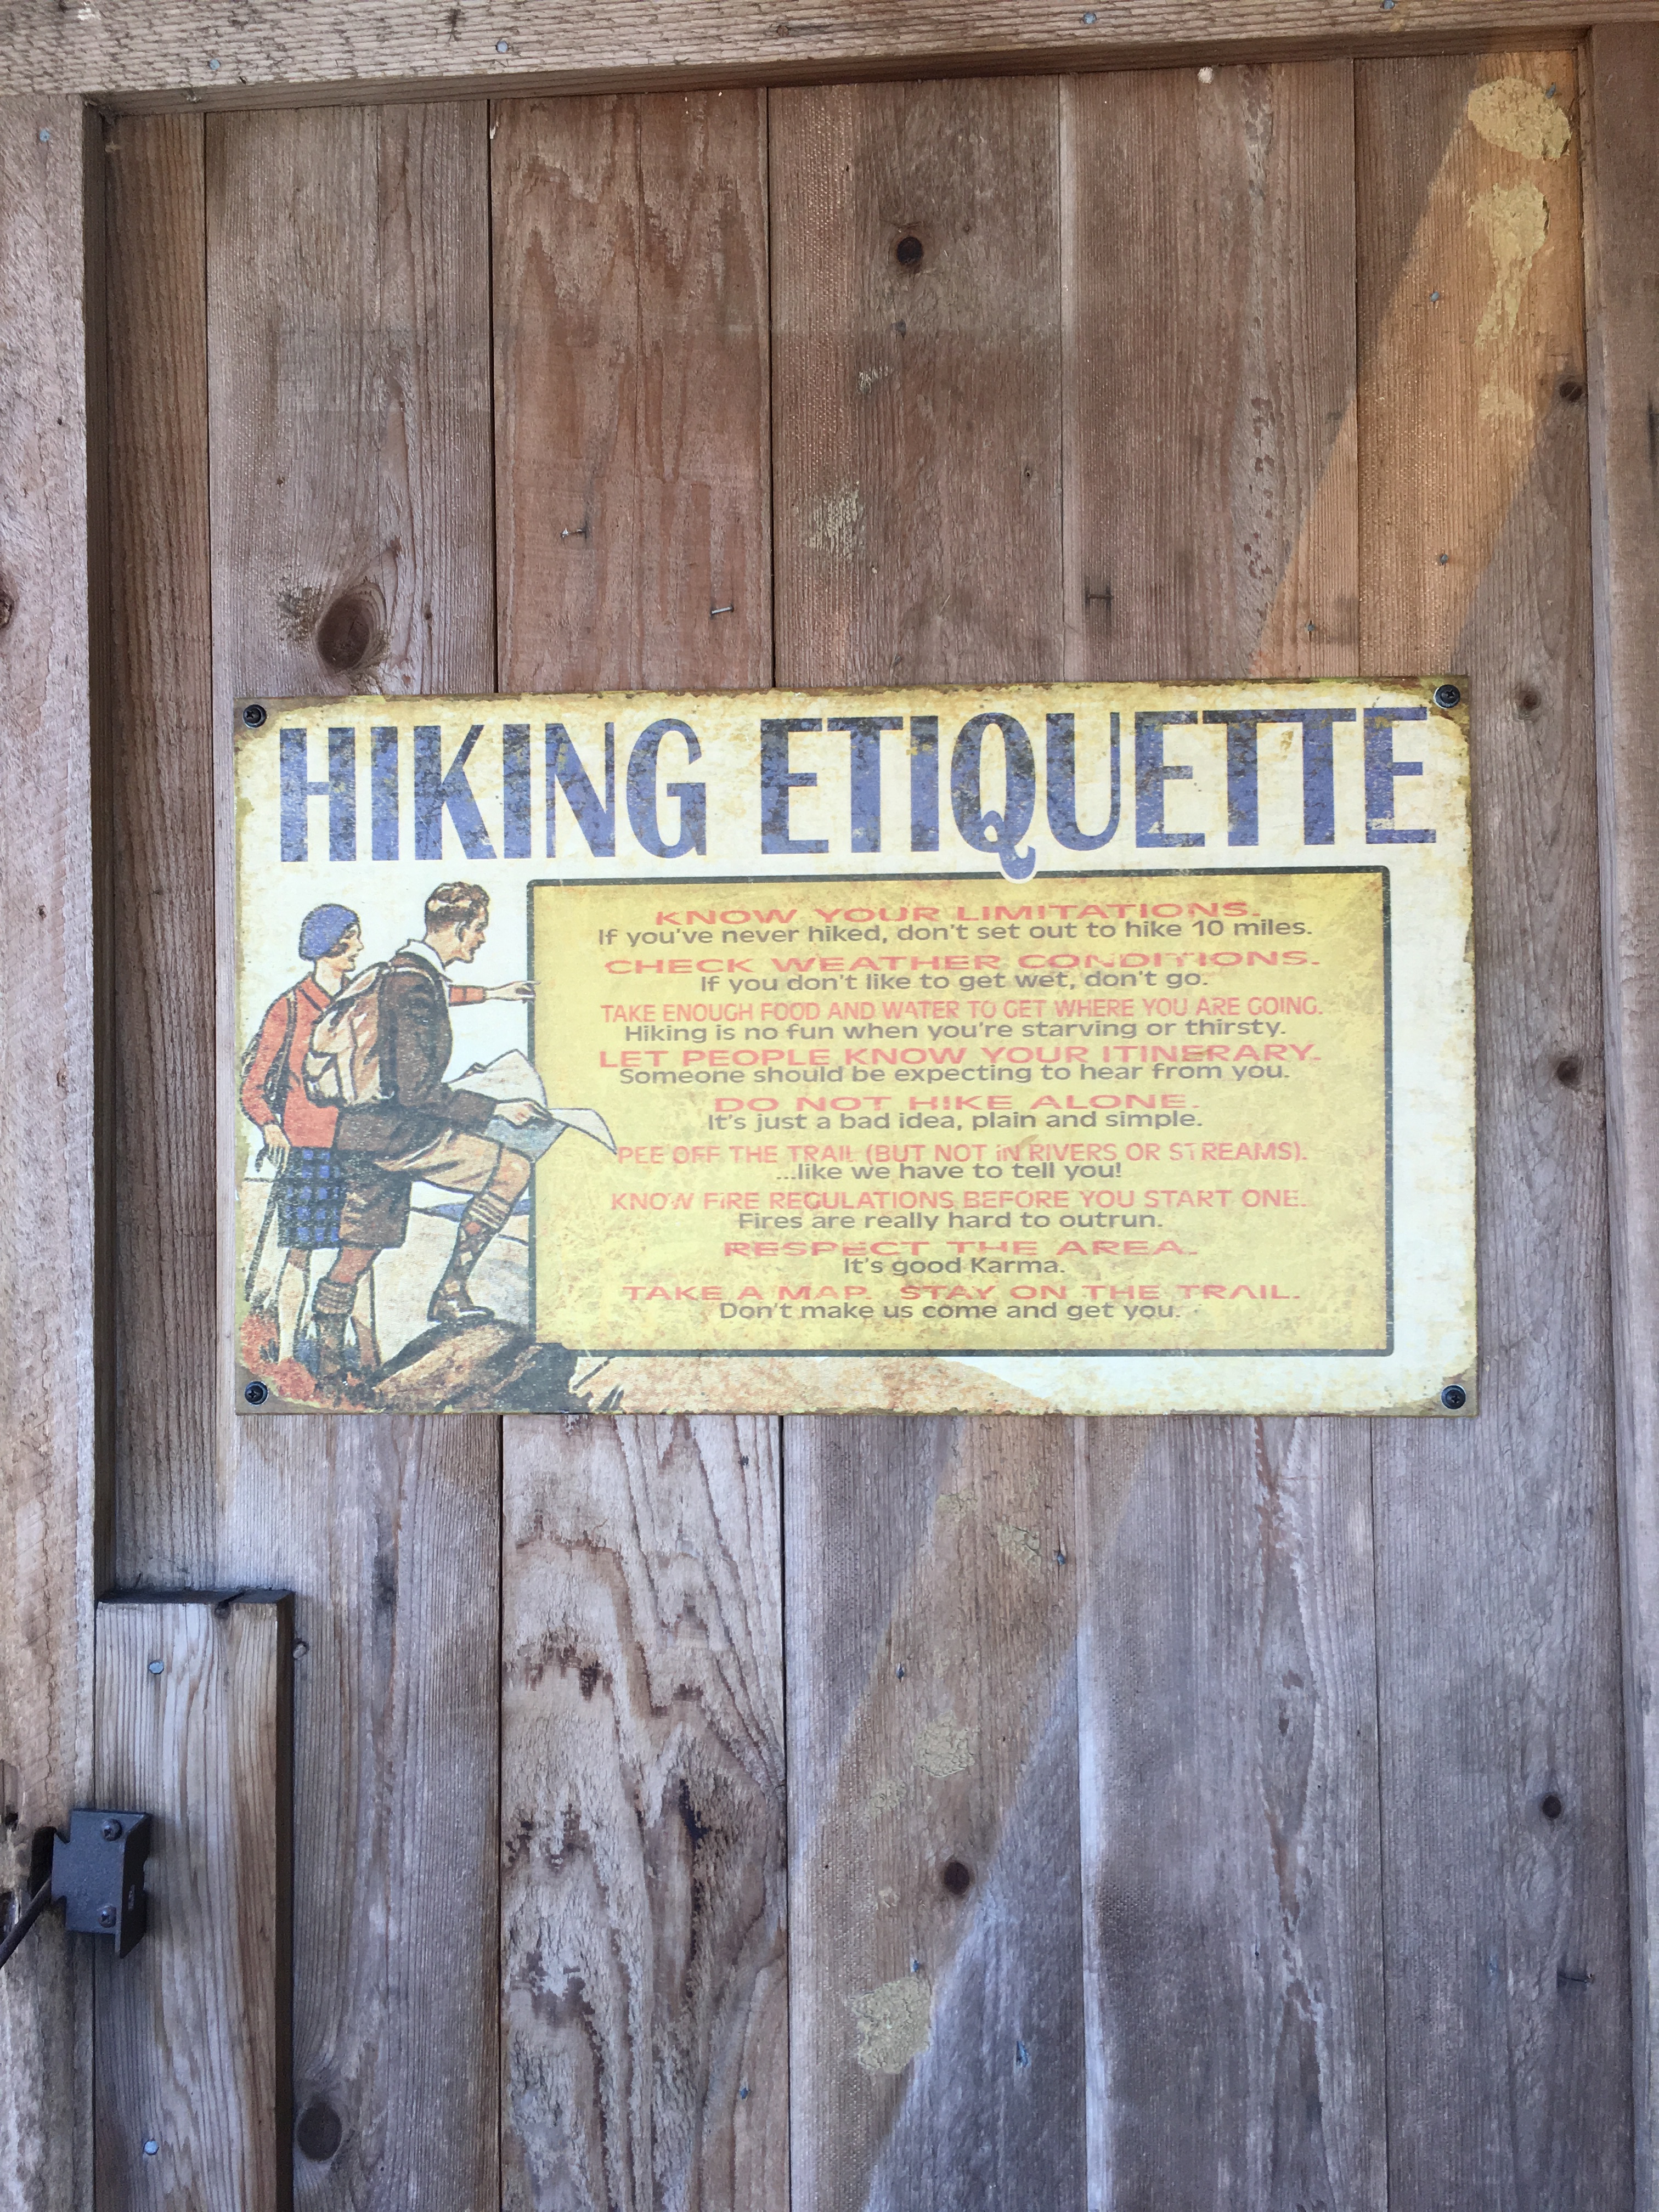 HIKING ETIQUETTE
KNOW YOUR LIMITATIONS.
If you've never hiked, don't set out to hike 10 miles.
CHECK WEATHER CONDITIONS.
If you don't like to get wet, don't go.
TAKE ENOUGH FOOD AND WATER TO GET WHERE YOU ARE GOING.
Hiking is no fun when you're starving or thirsty.
LET PEOPLE KNOW YOUR ITINERARY.
Someone should be expecting to hear from you.
DO NOT HIKE ALONE.
It's just a bad idea, plain and simple.
PEE OFF THE TRAIL (BUT NOT iN RIVERS OR STREAMS).
...like we have to tell you!
KNOW FiRE REGULATIONS BEFORE YOU START ONE.
Fires are really hard to outrun.
RESPECT THE AREA.
It's good Karma.
TAKE A MAP. STAY ON THE TRAIL.
Don't make us come and get you.